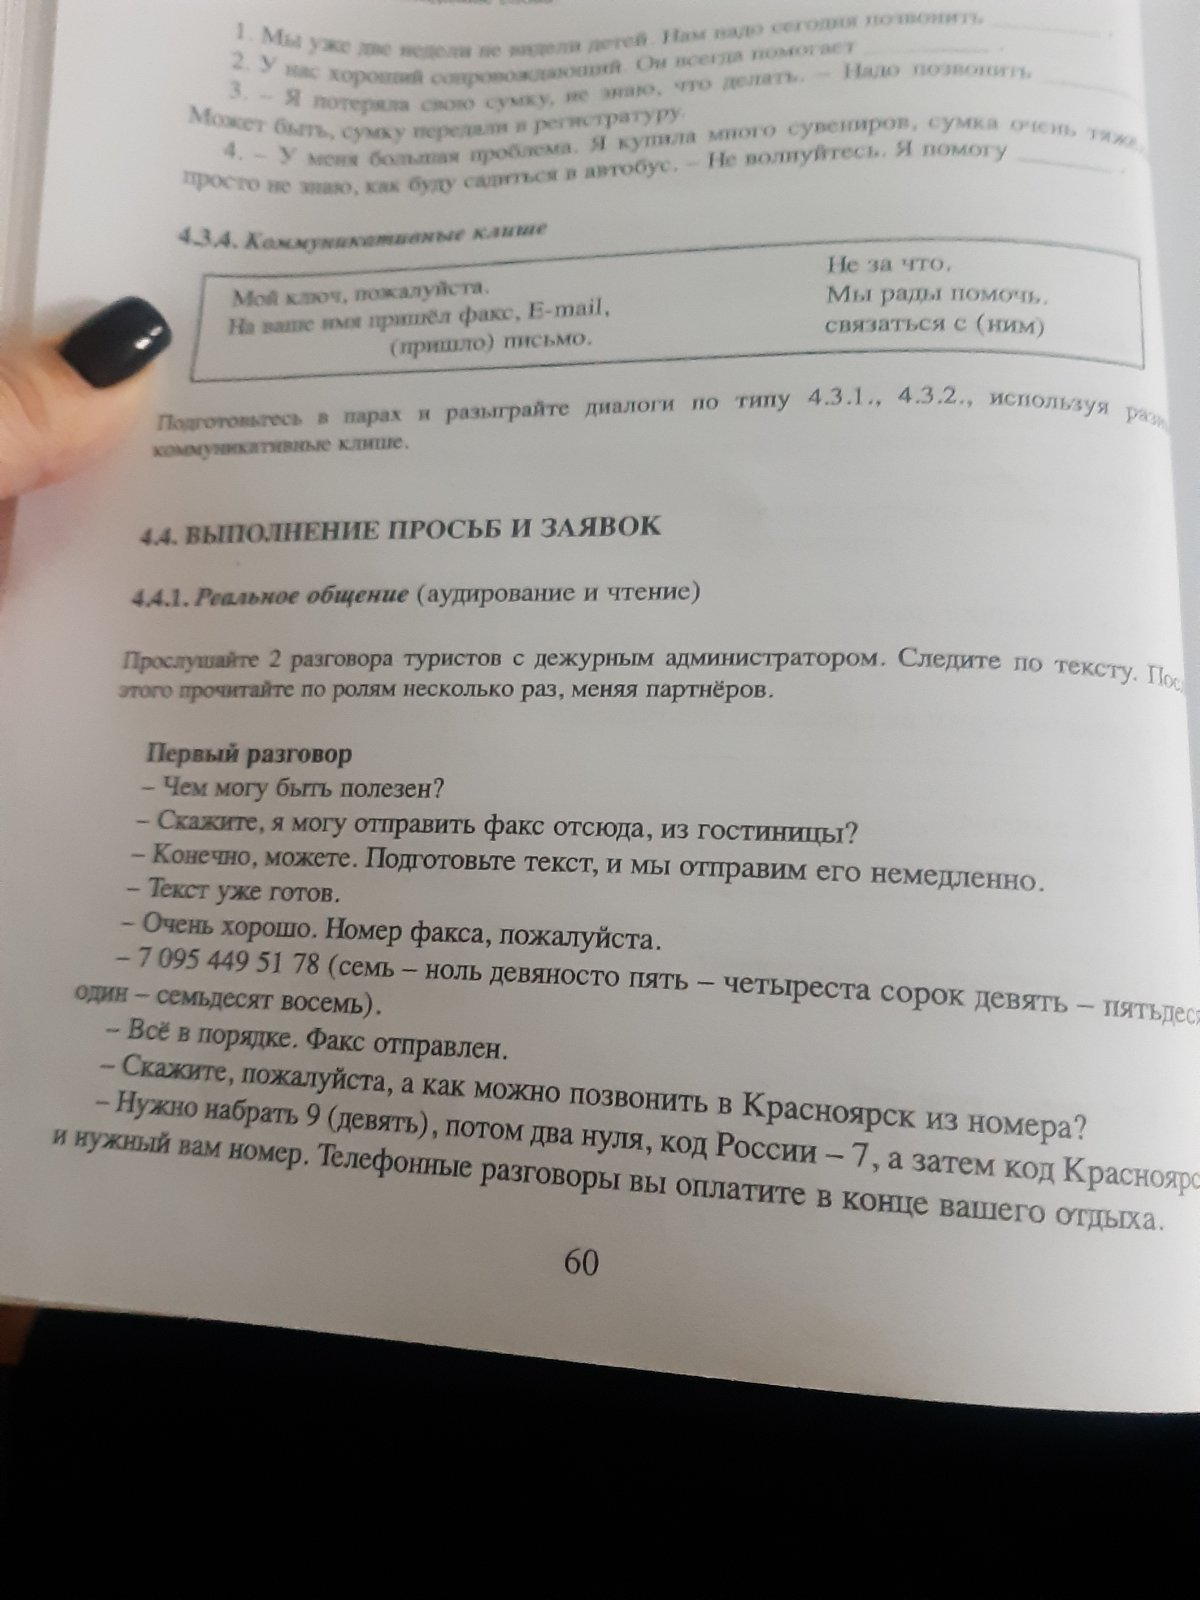 1. Мы уже две недели не видели детей. Нам надо сегодня позвонить ________ .
2. У нас хороший сопровождающий. Он всегда помогает ________ .
3. – Я потеряла свою сумку, не знаю, что делать. – Надо позвонить ________
Может быть, сумку передали в регистратуру.
4. – У меня большая проблема. Я купила много сувениров, сумка очень
просто не знаю, как буду садиться в автобус. – Не волнуйтесь. Я помогу ________ .
4.3.4. Коммуникативные клише
Мой ключ, пожалуйста.
На ваше имя пришёл факс, E-mail,
(пришло) письмо.
Не за что.
Мы рады помочь.
связаться с (ним)
Подготовьтесь в парах и разыграйте диалоги по типу 4.3.1., 4.3.2., используя
коммуникативные клише.
4.4. ВЫПОЛНЕНИЕ ПРОСЬБ И ЗАЯВОК
4.4.1. Реальное общение (аудирование и чтение)
Прослушайте 2 разговора туристов с дежурным администратором. Следите по тексту. Пос
этого прочитайте по ролям несколько раз, меняя партнёров.
Первый разговор
– Чем могу быть полезен?
– Скажите, я могу отправить факс отсюда, из гостиницы?
– Конечно, можете. Подготовьте текст, и мы отправим его немедленно.
– Текст уже готов.
– Очень хорошо. Номер факса, пожалуйста.
– 7 095 449 51 78 (семь – ноль девяносто пять – четыреста сорок девять – пятьдеся
один – семьдесят восемь).
– Всё в порядке. Факс отправлен.
– Скажите, пожалуйста, а как можно позвонить в Красноярск из номера?
– Нужно набрать 9 (девять), потом два нуля, код России – 7, а затем код Красноярс
и нужный вам номер. Телефонные разговоры вы оплатите в конце вашего отдыха.
60